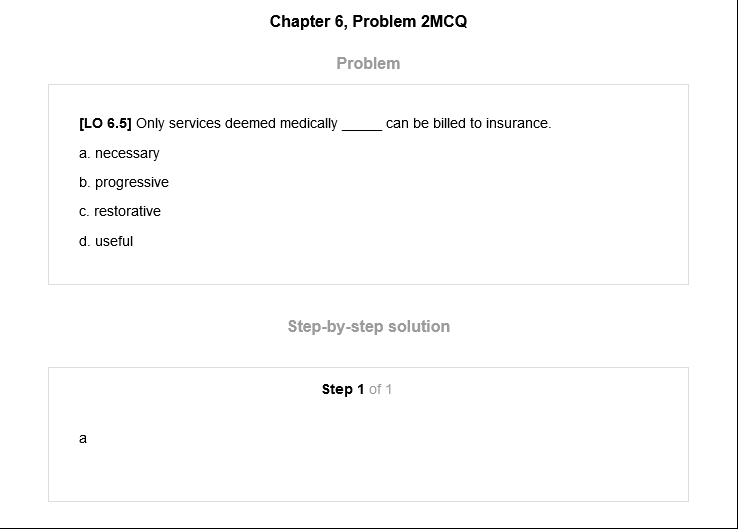 Chapter 6, Problem 2MCQ
Problem
[LO 6.5] Only services deemed medically _____ can be billed to insurance.
a. necessary
b. progressive
c. restorative
d. useful
Step-by-step solution
Step 1 of 1
a